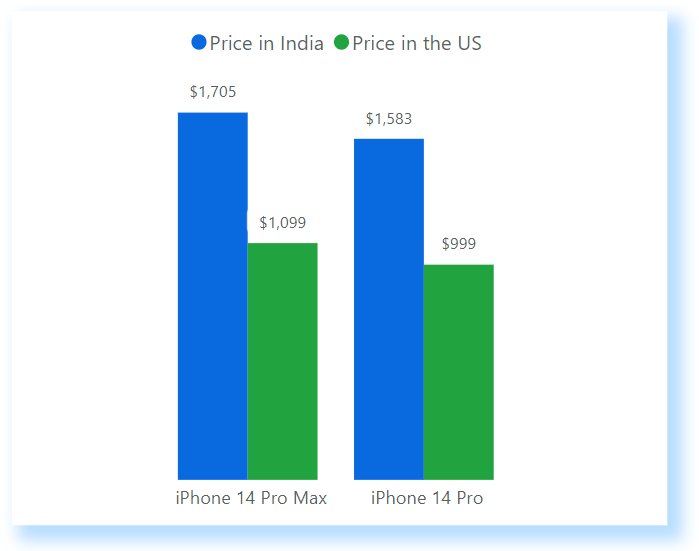 Price in India Price in the US
$1,705
$1,583
$1,099
$999
iPhone 14 Pro Max iPhone 14 Pro